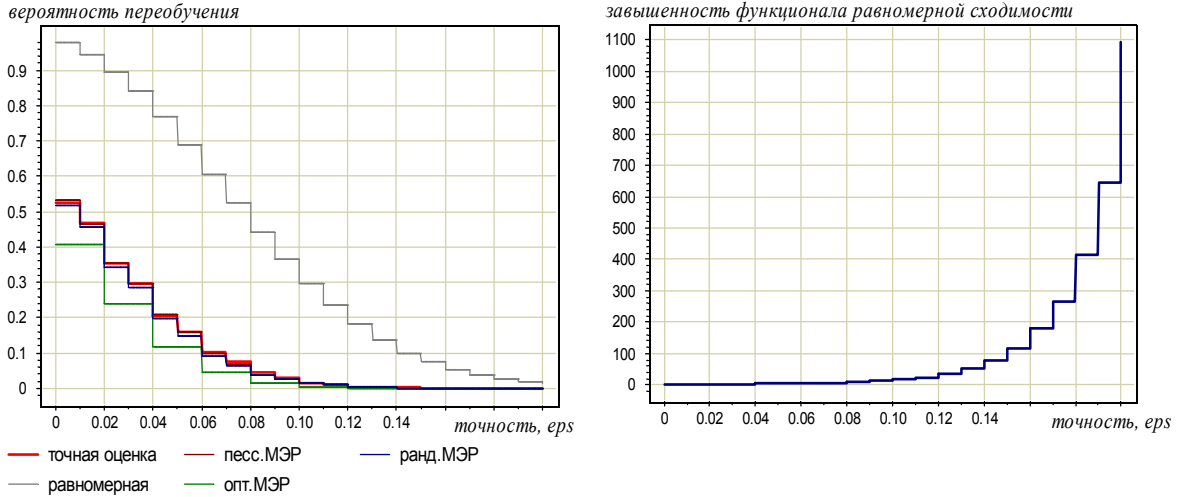 вероятность переобучения
0.9
0.8
0.7
0.6
0.5
0.4
0.3
0.2
0.1
0
0 0.02 0.04 0.06 0.08 0.10 0.12 0.14
точность, eps
точная оценка песс.МЭР ранд.МЭР
равномерная опт.МЭР
завышенность функционала равномерной сходимости
1100
1000
900
800
700
600
500
400
300
200
100
0
0 0.02 0.04 0.06 0.08 0.10 0.12 0.14
точность, eps